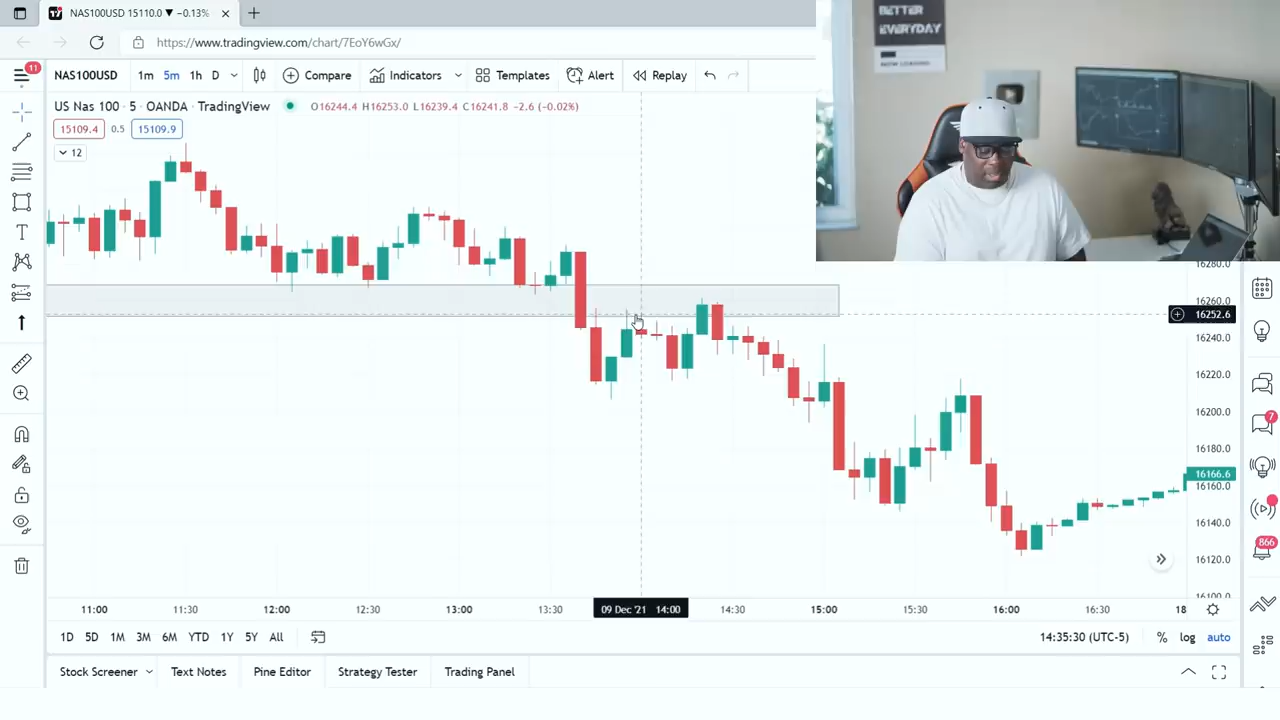 NAS100USD 15110.0 ▼ −0.13%
https://www.tradingview.com/chart/7EoY6wGx/
BETTER
EVERYDAY
11
NAS100USD 1m 5m 1h D Compare Indicators Templates Alert Replay
US Nas 100 · 5 · OANDA · TradingView O16244.4 H16253.0 L16239.4 C16241.8 −2.6 (−0.02%)
15109.4 0.5 15109.9
12
16280.0
16260.0
16252.6
16240.0
16220.0
16200.0
16180.0
16166.6
16160.0
16140.0
16120.0
16100.0
7
866
11:00 11:30 12:00 12:30 13:00 13:30 09 Dec '21 14:00 14:30 15:00 15:30 16:00 16:30 18
1D 5D 1M 3M 6M YTD 1Y 5Y All 14:35:30 (UTC-5) % log auto
Stock Screener Text Notes Pine Editor Strategy Tester Trading Panel